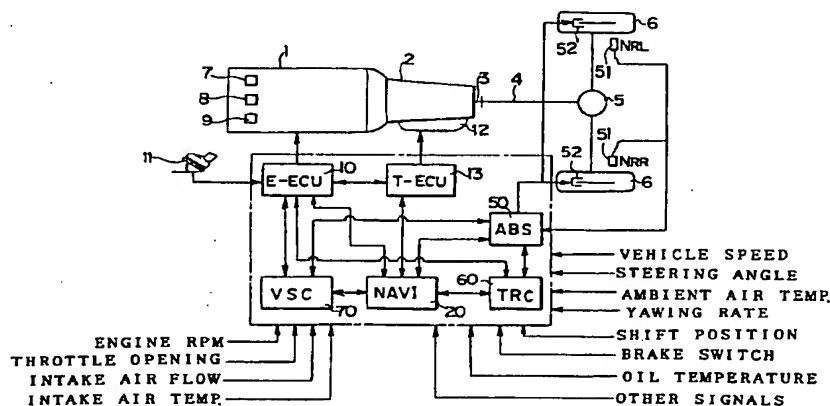 1
2
3
4
5
6
52
51
NRL
7
8
9
12
11
E-ECU
10
T-ECU
13
51
NRR
52
6
50
ABS
VSC
70
NAVI
20
60
TRC
VEHICLE SPEED
STEERING ANGLE
AMBIENT AIR TEMP.
YAWING RATE
SHIFT POSITION
BRAKE SWITCH
OIL TEMPERATURE
OTHER SIGNALS
ENGINE RPM
THROTTLE OPENING
INTAKE AIR FLOW
INTAKE AIR TEMP.